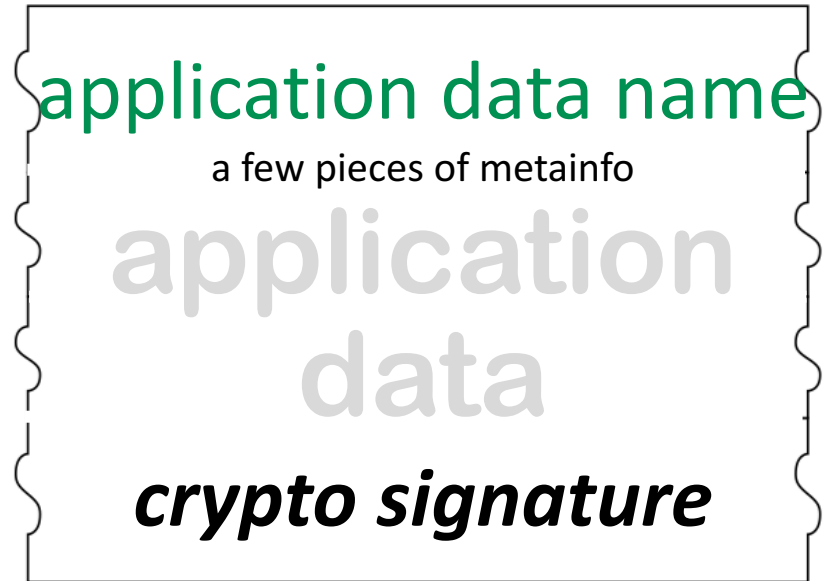 application data name
a few pieces of metainfo
application
data
crypto signature